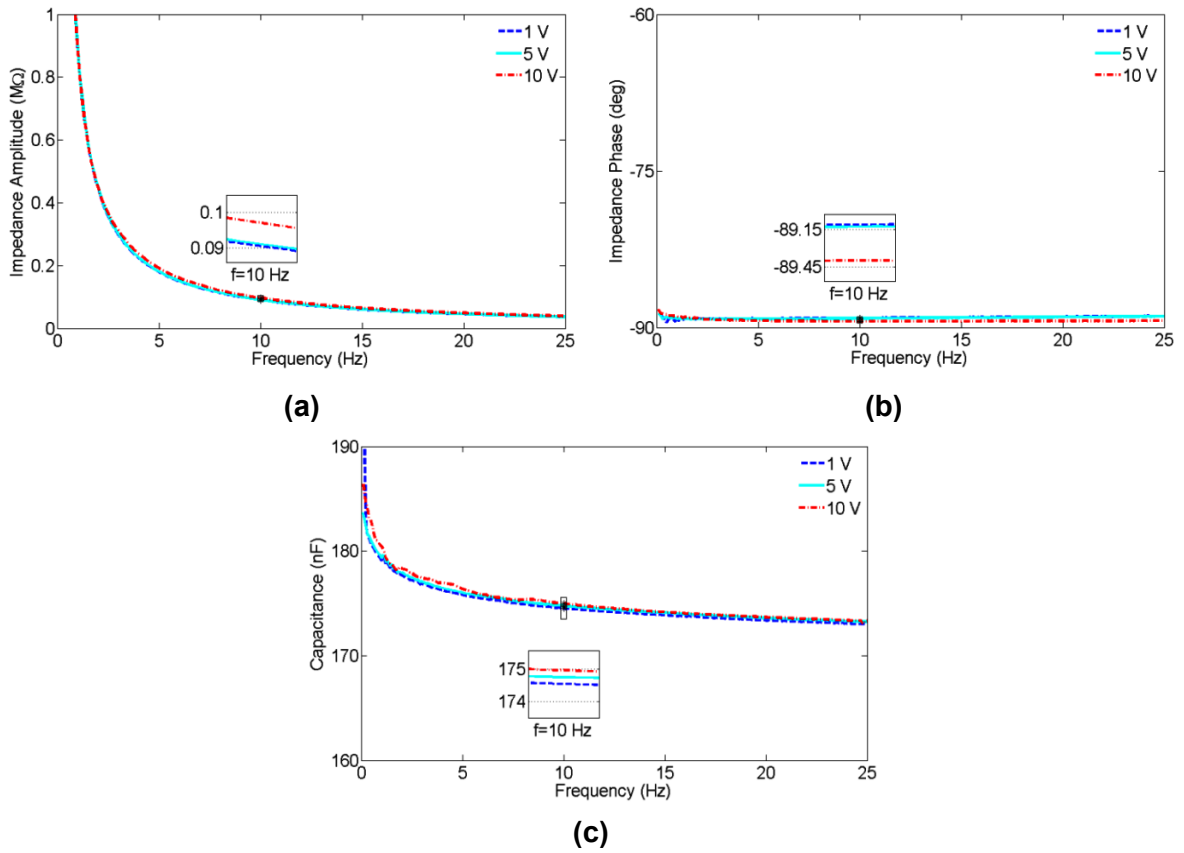 1
0.8
0.6
0.4
0.2
0
Impedance Amplitude (MΩ)
1 V
5 V
10 V
0.1
0.09
f=10 Hz
0 5 10 15 20 25
Frequency (Hz)
(a)
-60
-75
-90
Impedance Phase (deg)
1 V
5 V
10 V
-89.15
-89.45
f=10 Hz
0 5 10 15 20 25
Frequency (Hz)
(b)
190
180
170
160
Capacitance (nF)
1 V
5 V
10 V
175
174
f=10 Hz
0 5 10 15 20 25
Frequency (Hz)
(c)